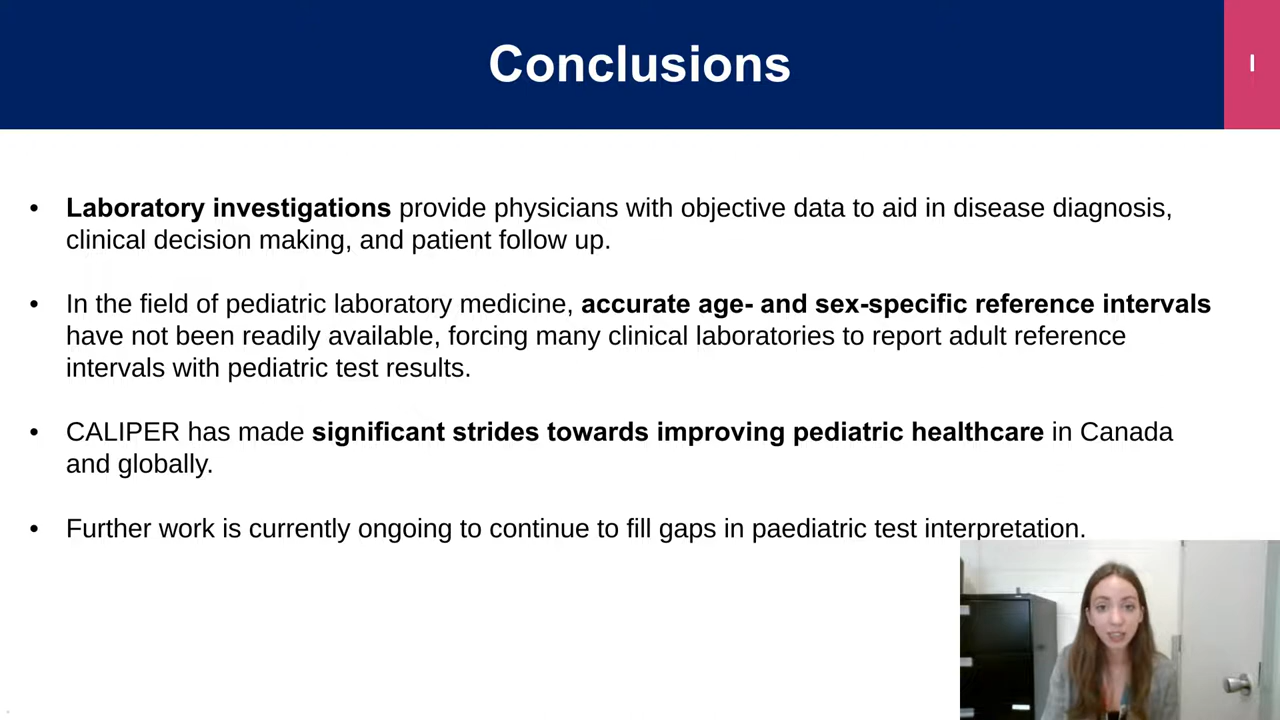 Conclusions
• Laboratory investigations provide physicians with objective data to aid in disease diagnosis,
clinical decision making, and patient follow up.
• In the field of pediatric laboratory medicine, accurate age- and sex-specific reference intervals
have not been readily available, forcing many clinical laboratories to report adult reference
intervals with pediatric test results.
• CALIPER has made significant strides towards improving pediatric healthcare in Canada
and globally.
• Further work is currently ongoing to continue to fill gaps in paediatric test interpretation.